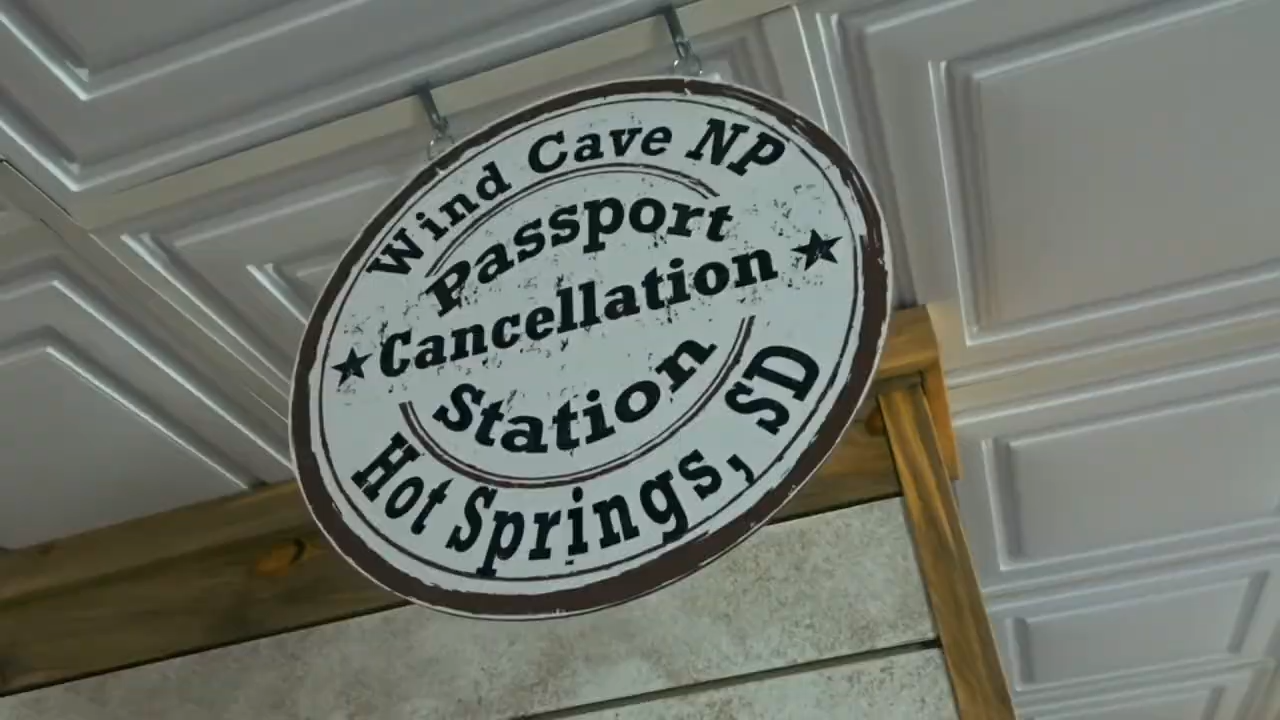 Wind Cave NP
Passport
★ Cancellation ★
Station
Hot Springs, SD